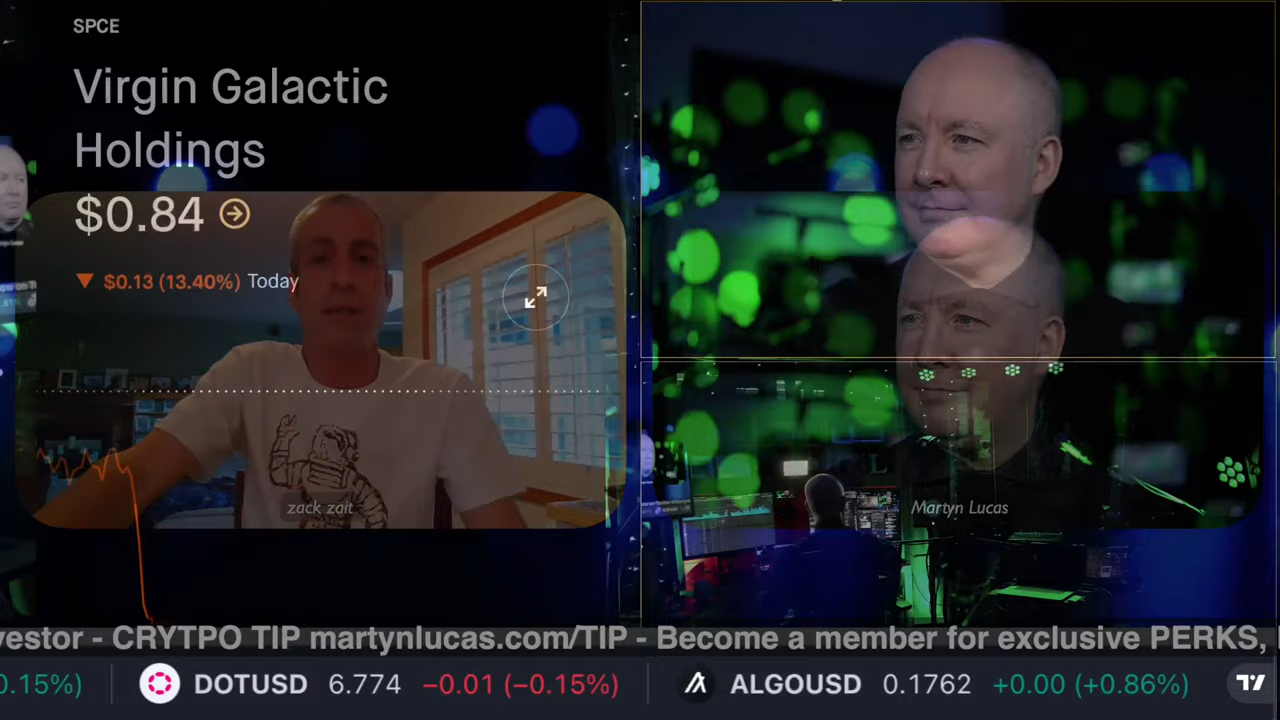 SPCE
Virgin Galactic
Holdings
$0.84
$0.13 (13.40%) Today
zack zait
Martyn Lucas
vestor - CRYTPO TIP martynlucas.com/TIP - Become a member for exclusive PERKS,
0.15%) DOTUSD 6.774 −0.01 (−0.15%) ALGOUSD 0.1762 +0.00 (+0.86%)